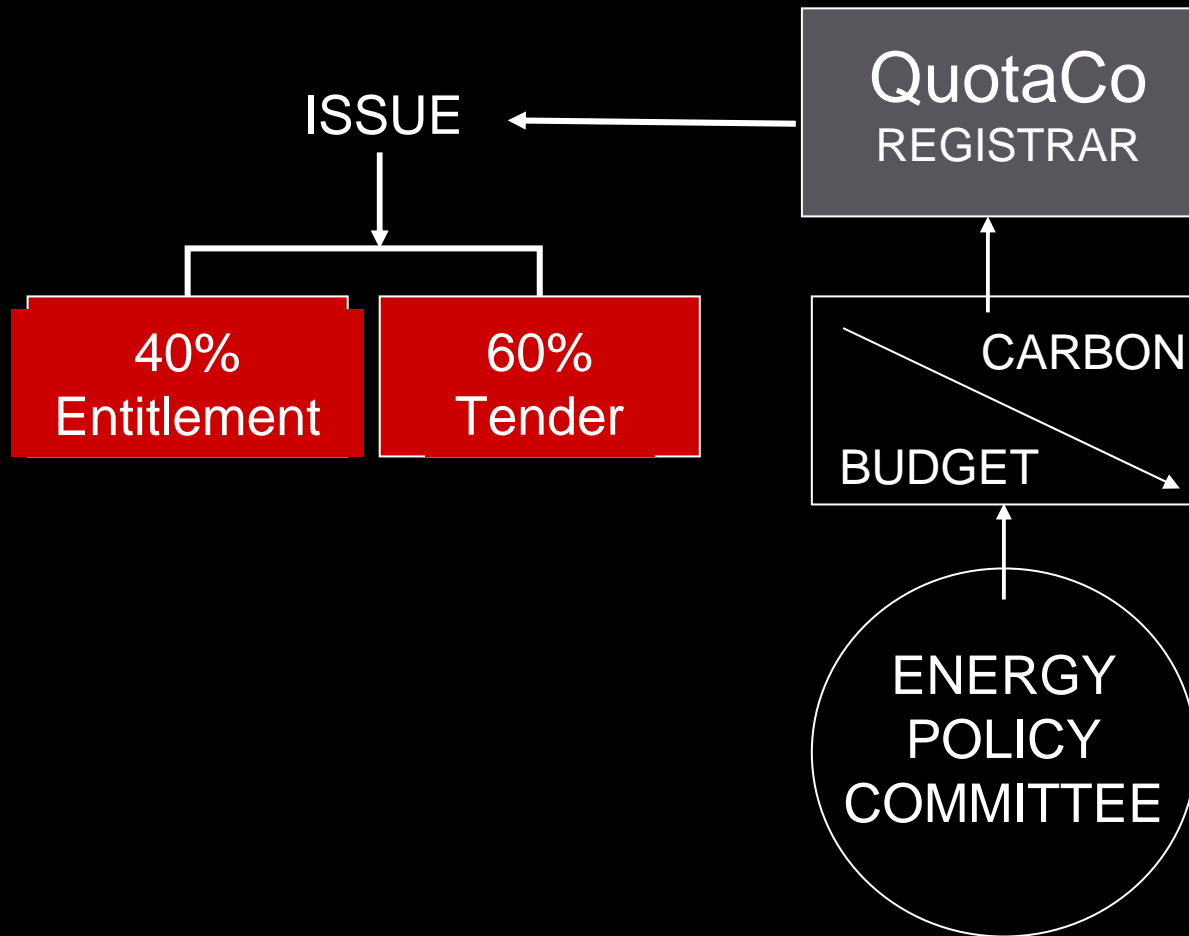 QuotaCo
REGISTRAR
ISSUE
40%
Entitlement
60%
Tender
CARBON
BUDGET
ENERGY
POLICY
COMMITTEE